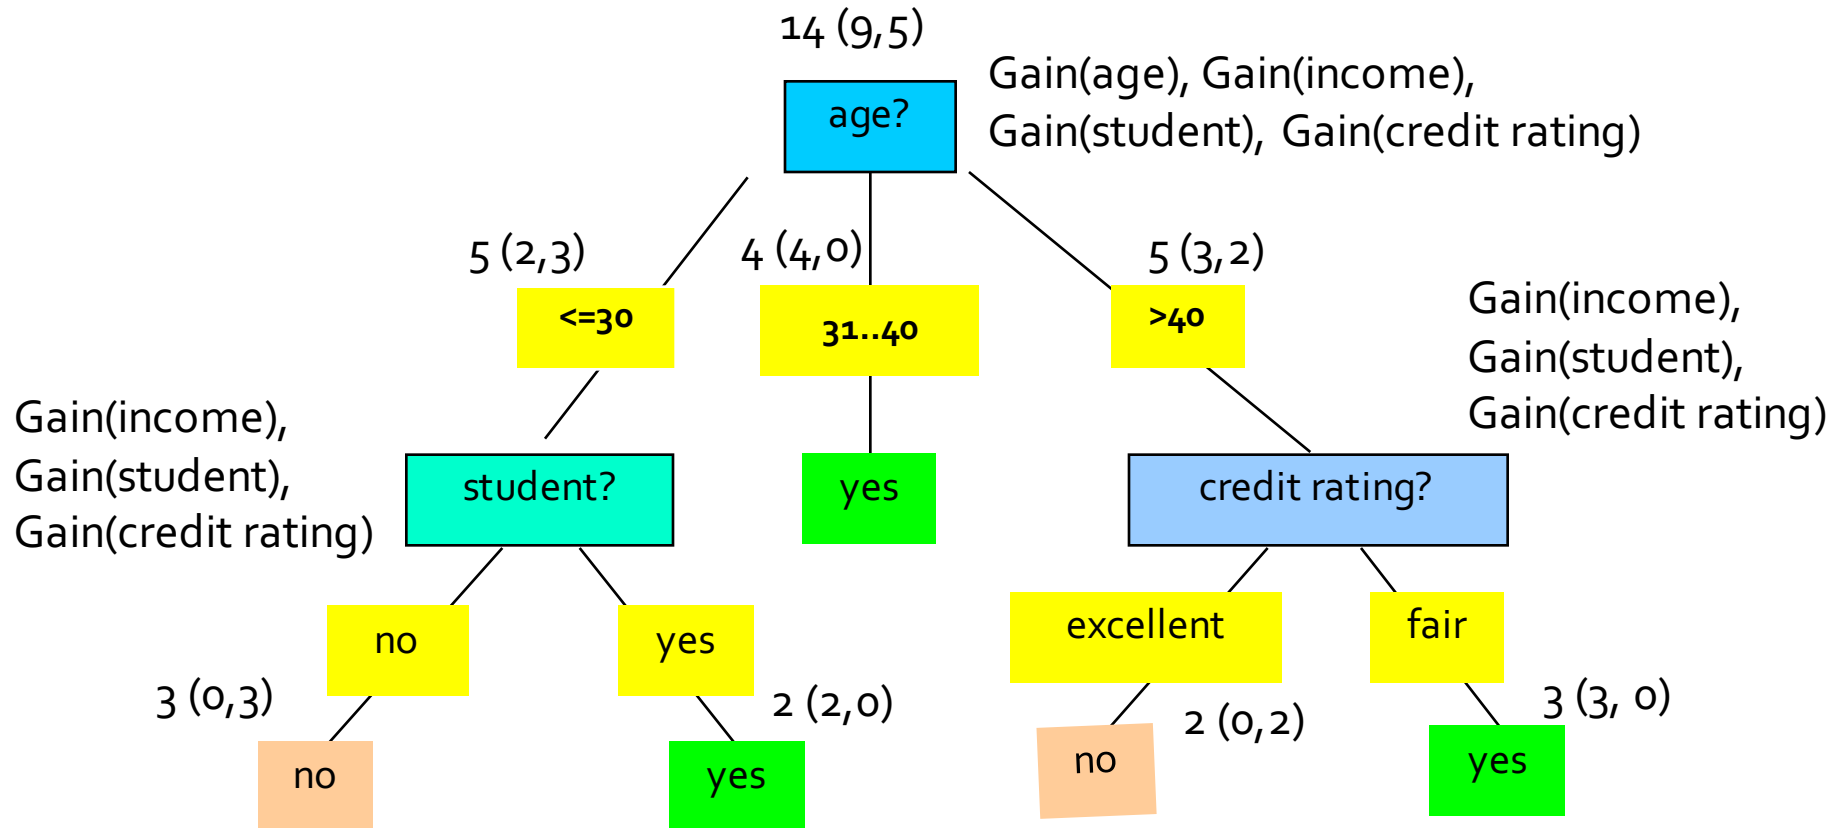 14 (9,5)
Gain(age), Gain(income),
Gain(student), Gain(credit rating)
age?
5 (2,3)
4 (4,0)
5 (3,2)
<=30
31..40
>40
Gain(income),
Gain(student),
Gain(credit rating)
Gain(income),
Gain(student),
Gain(credit rating)
student?
yes
credit rating?
no
yes
excellent
fair
3 (0,3)
2 (2,0)
2 (0,2)
3 (3, 0)
no
yes
no
yes